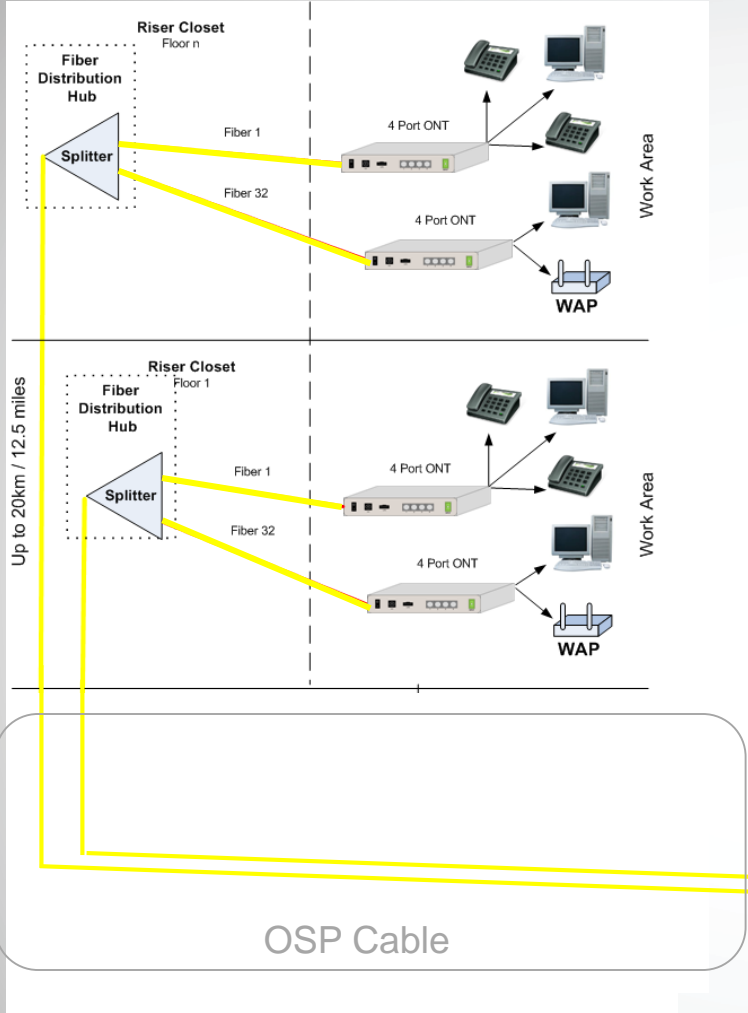 Riser Closet
Floor n
Fiber
Distribution
Hub
Splitter
Fiber 1
Fiber 32
4 Port ONT
4 Port ONT
WAP
Work Area
Riser Closet
Floor 1
Fiber
Distribution
Hub
Splitter
Fiber 1
Fiber 32
4 Port ONT
4 Port ONT
WAP
Work Area
Up to 20km / 12.5 miles
OSP Cable